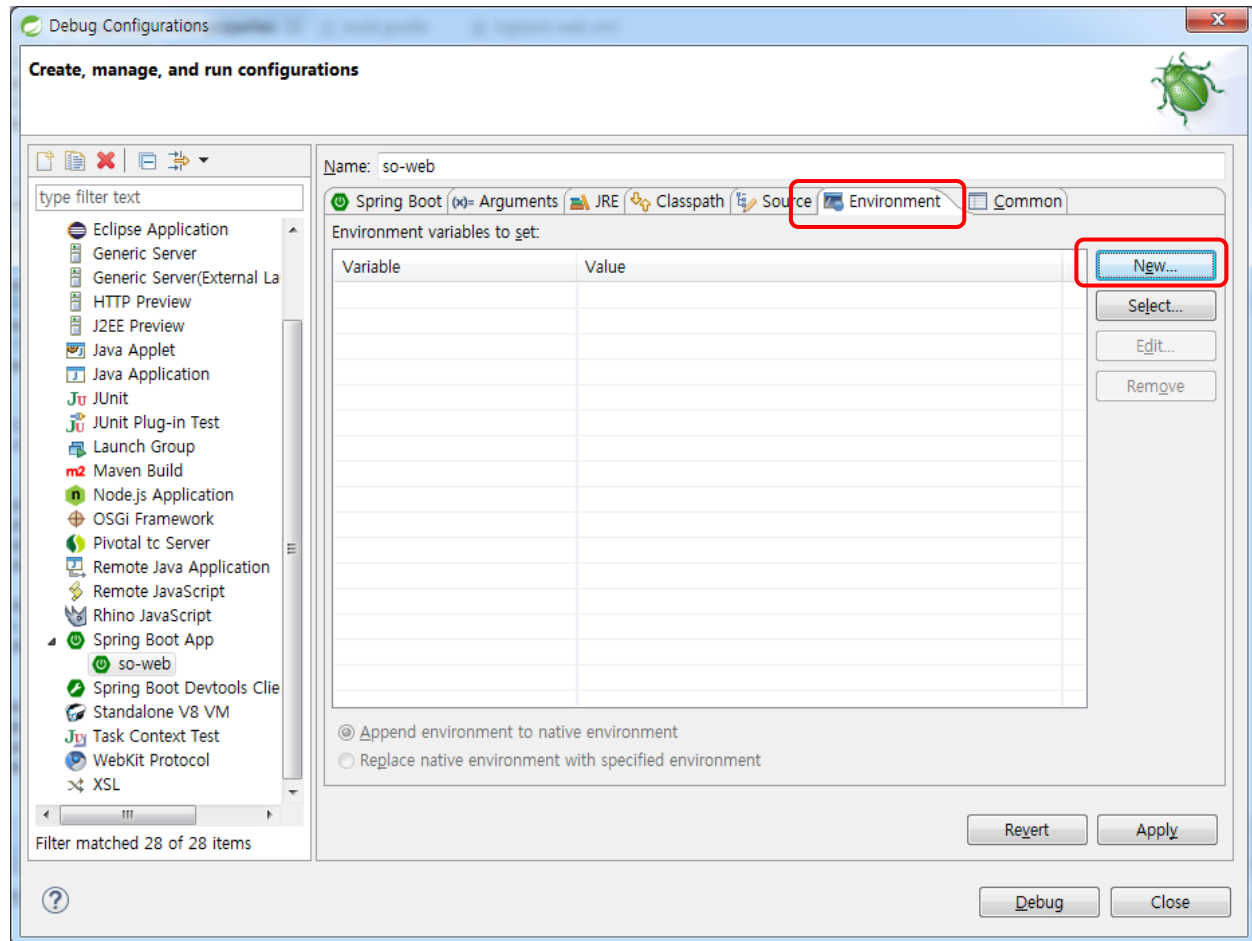 Debug Configurations
Create, manage, and run configurations
type filter text
Eclipse Application
Generic Server
Generic Server(External La
HTTP Preview
J2EE Preview
Java Applet
Java Application
JUnit
JUnit Plug-in Test
Launch Group
m2 Maven Build
Node.js Application
OSGi Framework
Pivotal tc Server
Remote Java Application
Remote JavaScript
Rhino JavaScript
Spring Boot App
so-web
Spring Boot Devtools Clie
Standalone V8 VM
Task Context Test
WebKit Protocol
XSL
Filter matched 28 of 28 items
Name: so-web
Spring Boot (x)= Arguments JRE Classpath Source Environment Common
Environment variables to set:
Variable Value
New...
Select...
Edit...
Remove
Append environment to native environment
Replace native environment with specified environment
Revert Apply
Debug Close